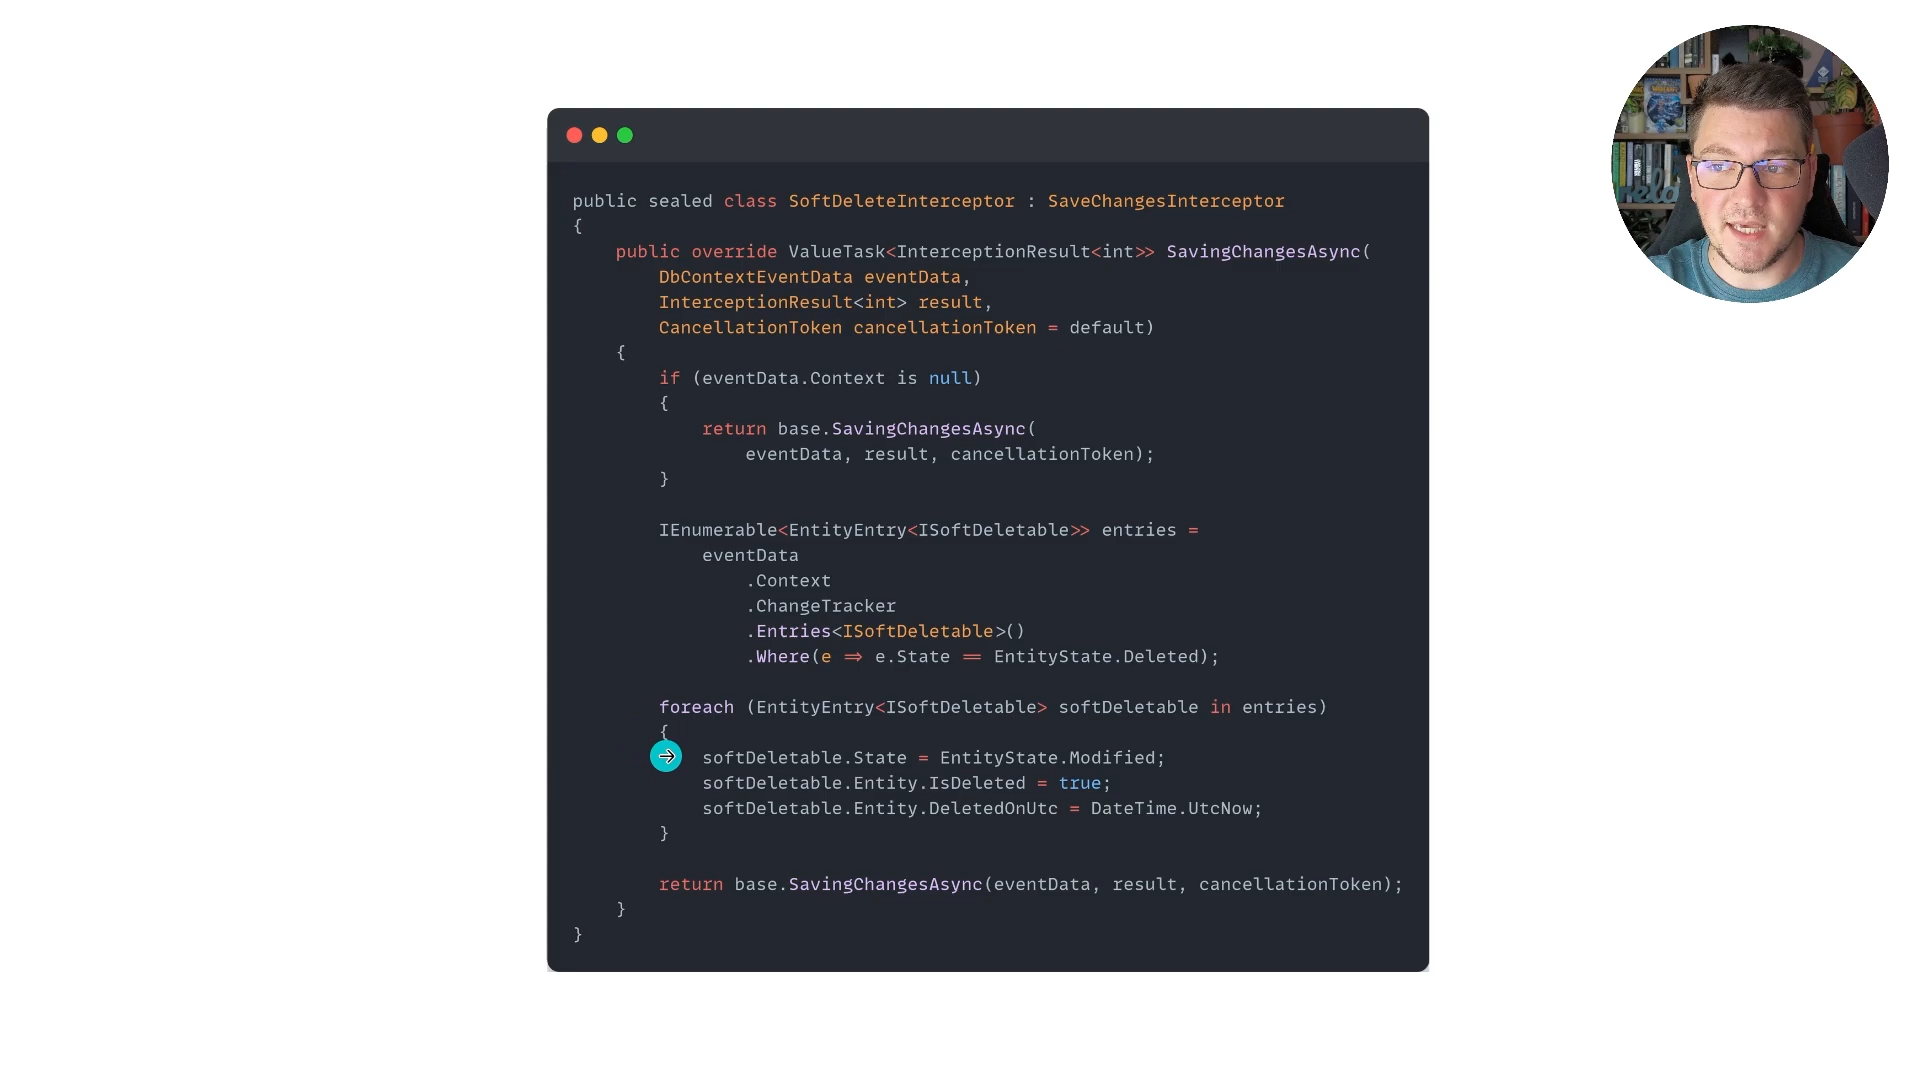 public sealed class SoftDeleteInterceptor : SaveChangesInterceptor
{
    public override ValueTask<InterceptionResult<int>> SavingChangesAsync(
        DbContextEventData eventData,
        InterceptionResult<int> result,
        CancellationToken cancellationToken = default)
    {
        if (eventData.Context is null)
        {
            return base.SavingChangesAsync(
                eventData, result, cancellationToken);
        }

        IEnumerable<EntityEntry<ISoftDeletable>> entries =
            eventData
                .Context
                .ChangeTracker
                .Entries<ISoftDeletable>()
                .Where(e => e.State == EntityState.Deleted);

        foreach (EntityEntry<ISoftDeletable> softDeletable in entries)
        {
            softDeletable.State = EntityState.Modified;
            softDeletable.Entity.IsDeleted = true;
            softDeletable.Entity.DeletedOnUtc = DateTime.UtcNow;
        }

        return base.SavingChangesAsync(eventData, result, cancellationToken);
    }
}